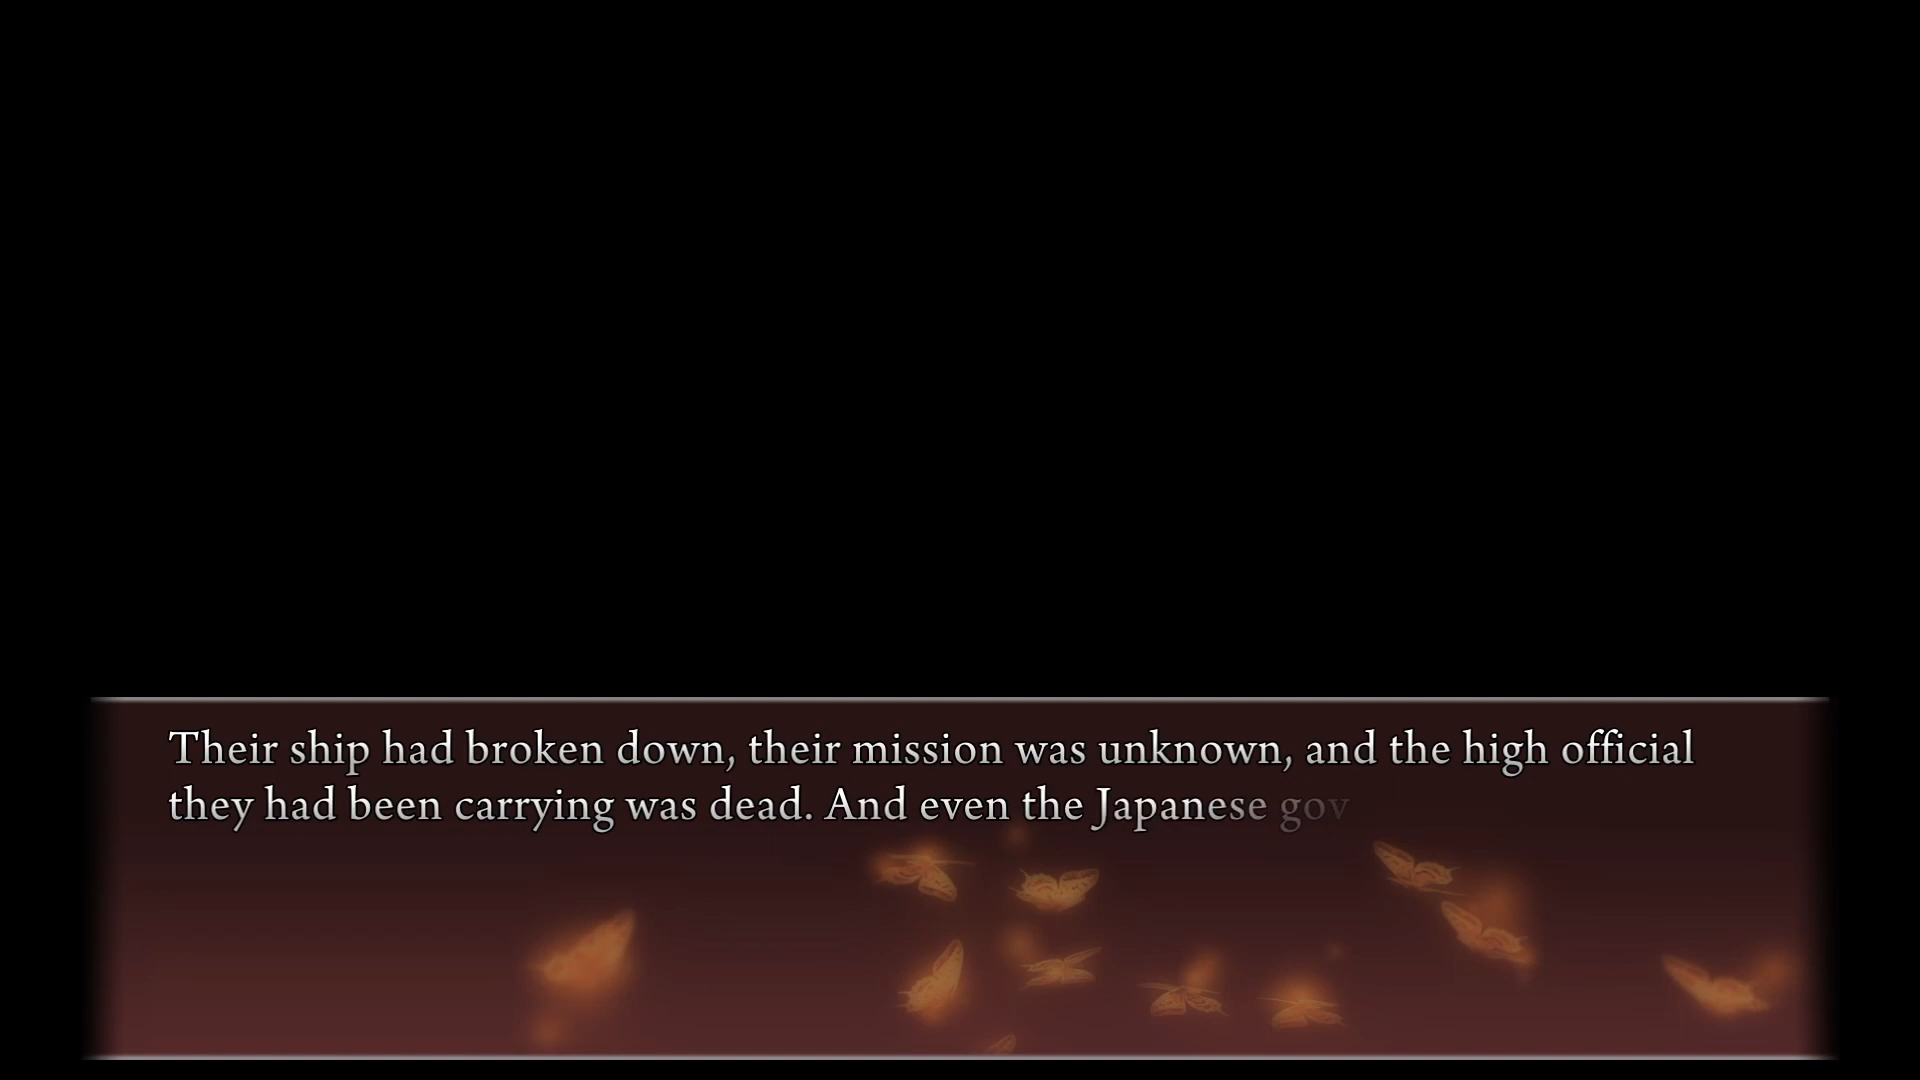 Their ship had broken down, their mission was unknown, and the high official
they had been carrying was dead. And even the Japanese gov